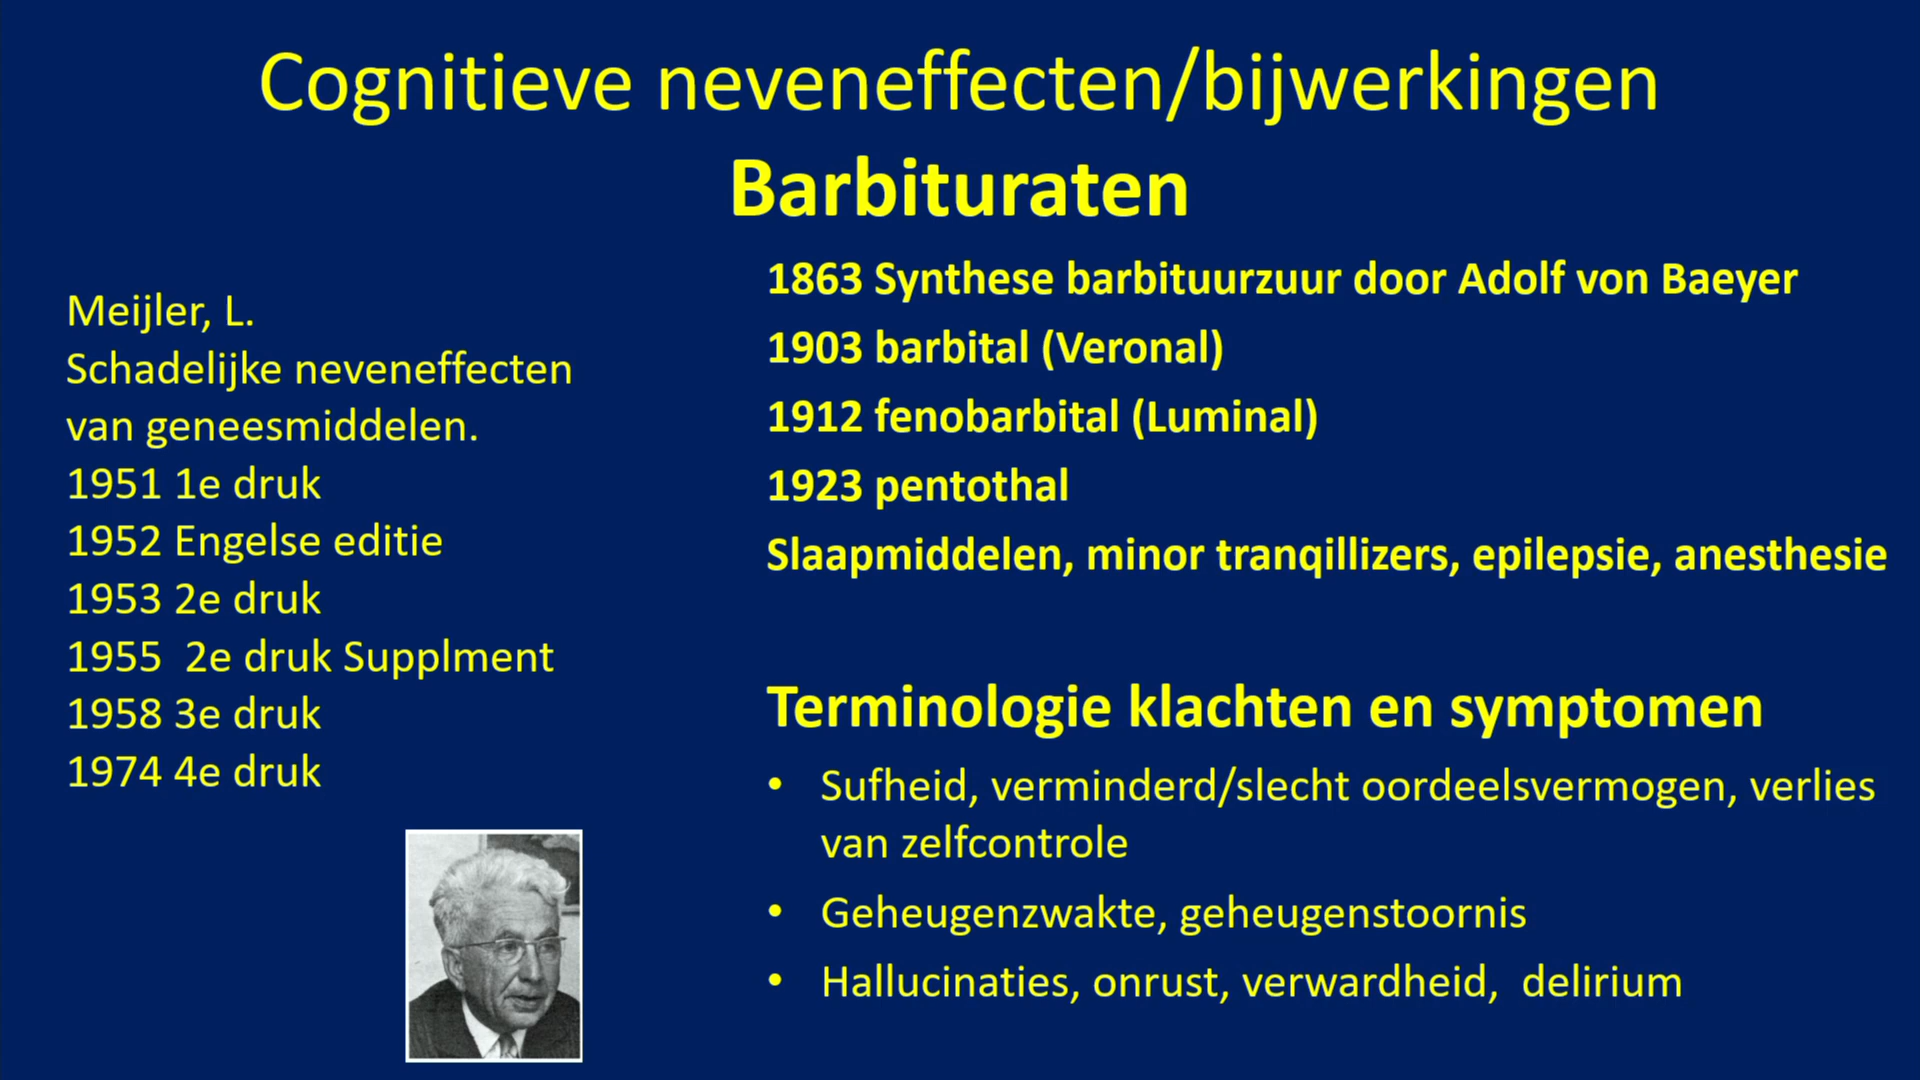 Cognitieve neveneffecten/bijwerkingen
Barbituraten
Meijler, L.
Schadelijke neveneffecten
van geneesmiddelen.
1951 1e druk
1952 Engelse editie
1953 2e druk
1955  2e druk Supplment
1958 3e druk
1974 4e druk
1863 Synthese barbituurzuur door Adolf von Baeyer
1903 barbital (Veronal)
1912 fenobarbital (Luminal)
1923 pentothal
Slaapmiddelen, minor tranqillizers, epilepsie, anesthesie
Terminologie klachten en symptomen
• Sufheid, verminderd/slecht oordeelsvermogen, verlies
van zelfcontrole
• Geheugenzwakte, geheugenstoornis
• Hallucinaties, onrust, verwardheid,  delirium